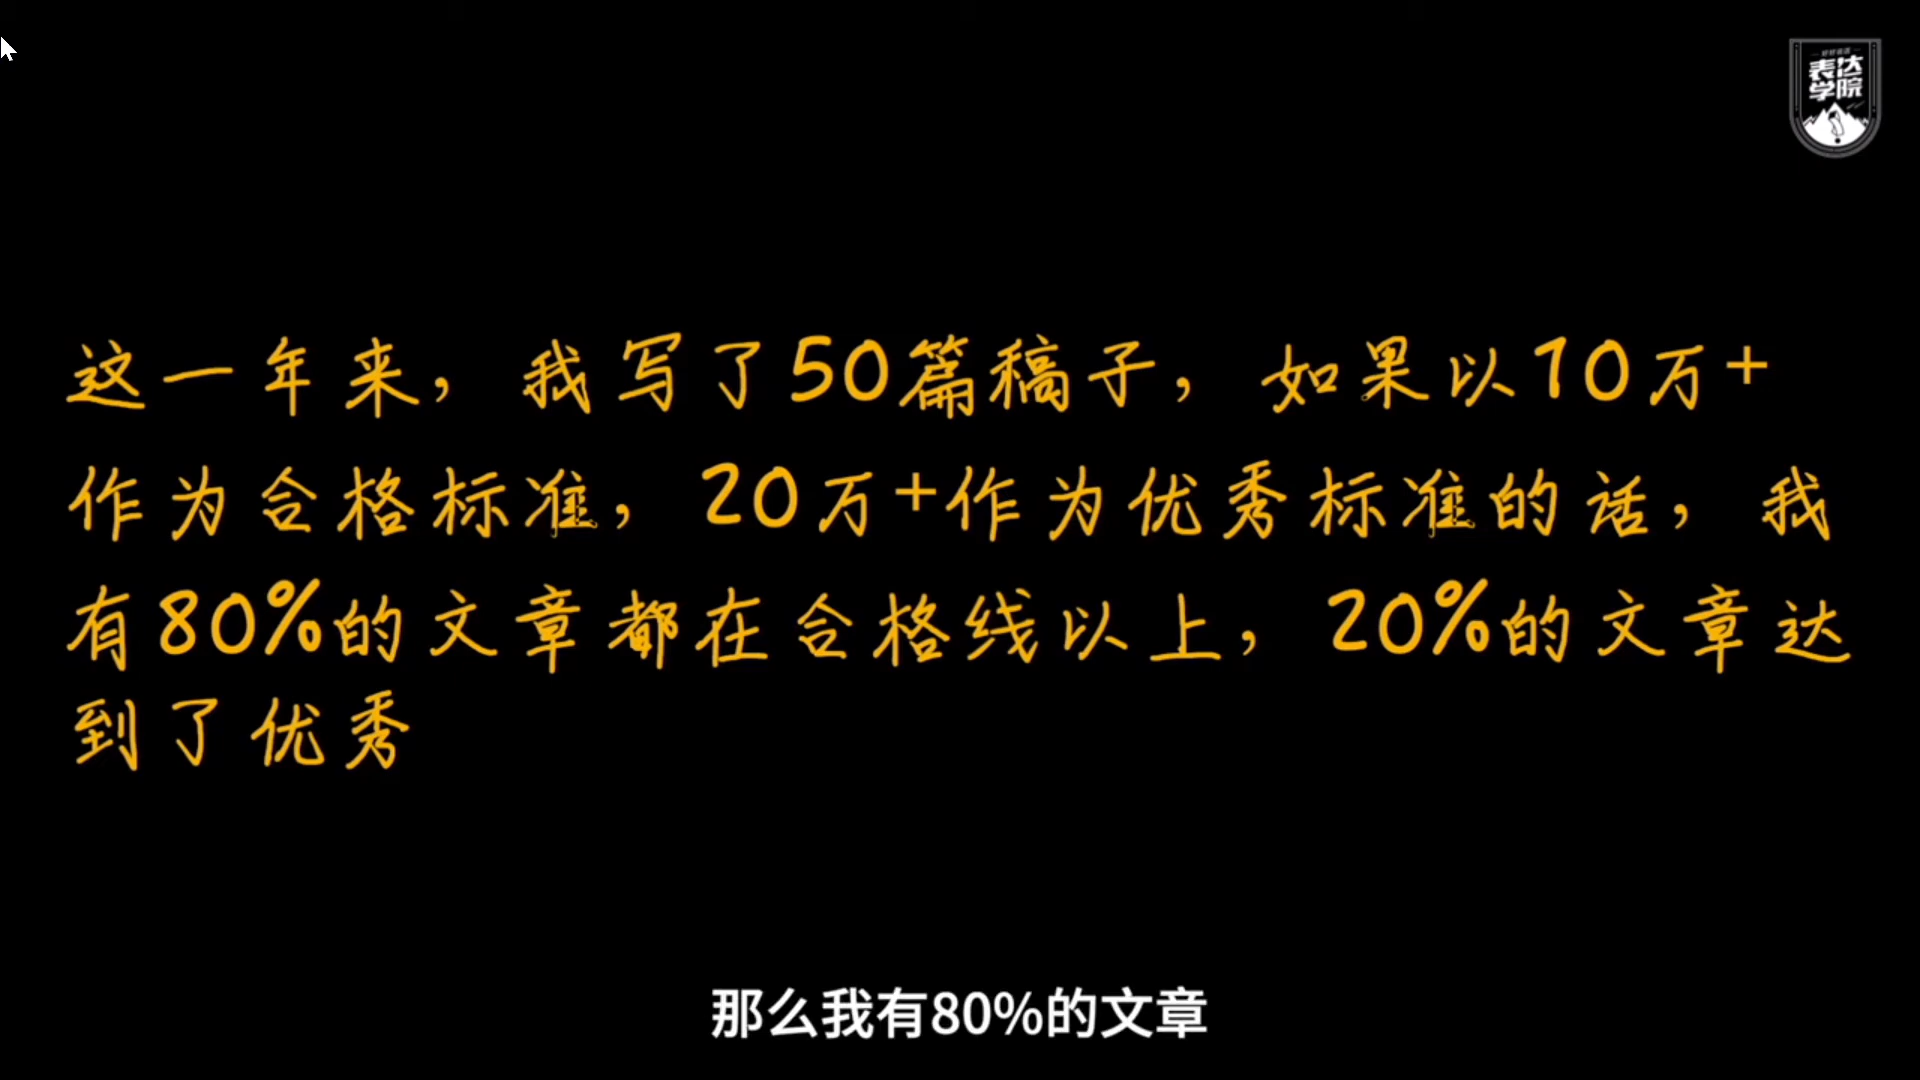 表达
学院
这一年来，我写了50篇稿子，如果以10万+
作为合格标准，20万+作为优秀标准的话，我
有80%的文章都在合格线以上，20%的文章达
到了优秀
那么我有80%的文章